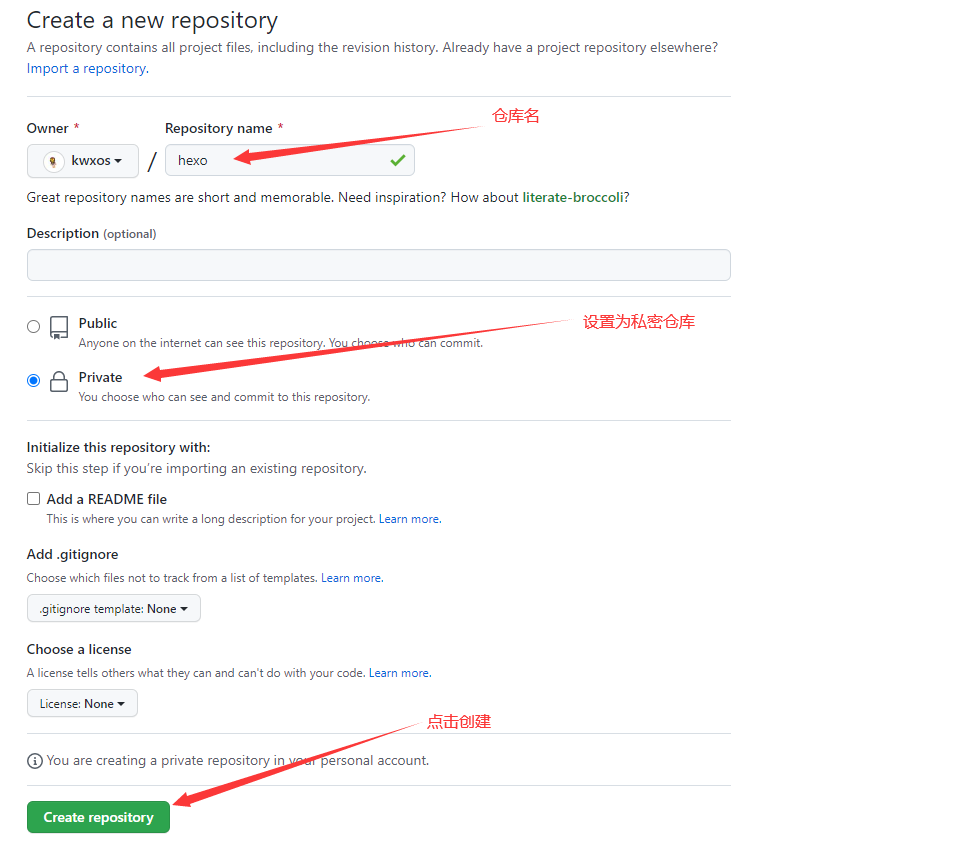 Create a new repository
A repository contains all project files, including the revision history. Already have a project repository elsewhere?
Import a repository.
仓库名
Owner * Repository name *
kwxos / hexo
Great repository names are short and memorable. Need inspiration? How about literate-broccoli?
Description (optional)
设置为私密仓库
Public
Anyone on the internet can see this repository. You choose who can commit.
Private
You choose who can see and commit to this repository.
Initialize this repository with:
Skip this step if you're importing an existing repository.
Add a README file
This is where you can write a long description for your project. Learn more.
Add .gitignore
Choose which files not to track from a list of templates. Learn more.
.gitignore template: None
Choose a license
A license tells others what they can and can't do with your code. Learn more.
License: None
点击创建
You are creating a private repository in your personal account.
Create repository